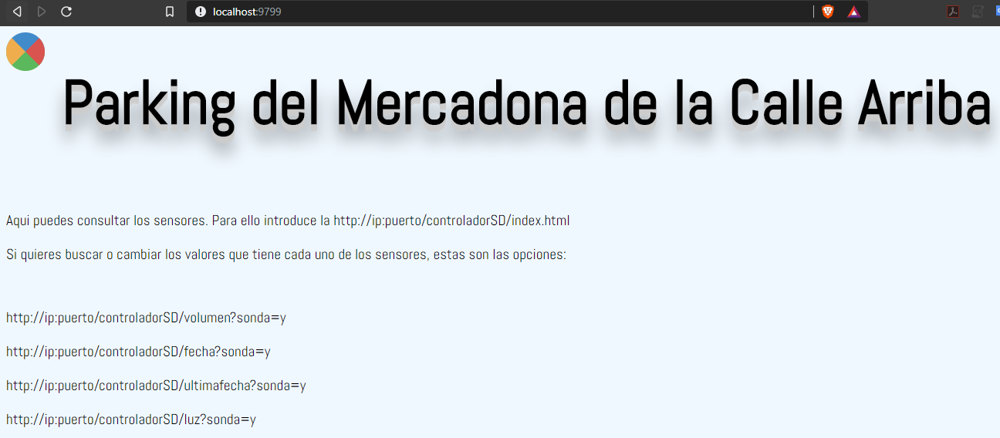 localhost:9799
Parking del Mercadona de la Calle Arriba
Aqui puedes consultar los sensores. Para ello introduce la http://ip:puerto/controladorSD/index.html
Si quieres buscar o cambiar los valores que tiene cada uno de los sensores, estas son las opciones:
http://ip:puerto/controladorSD/volumen?sonda=y
http://ip:puerto/controladorSD/fecha?sonda=y
http://ip:puerto/controladorSD/ultimafecha?sonda=y
http://ip:puerto/controladorSD/luz?sonda=y